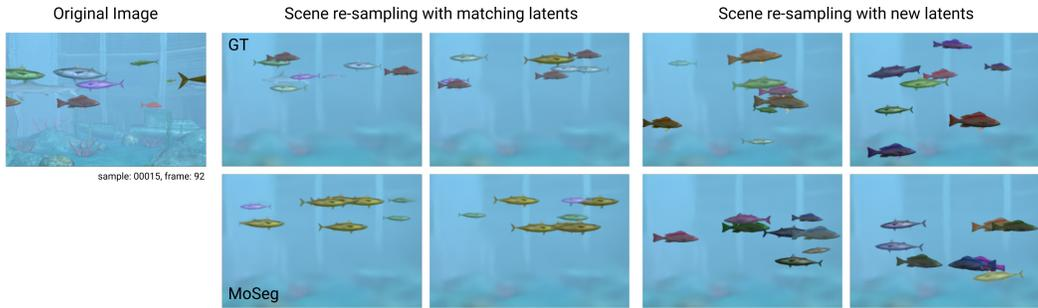 Original Image
Scene re-sampling with matching latents
Scene re-sampling with new latents
GT
sample: 00015, frame: 92
MoSeg